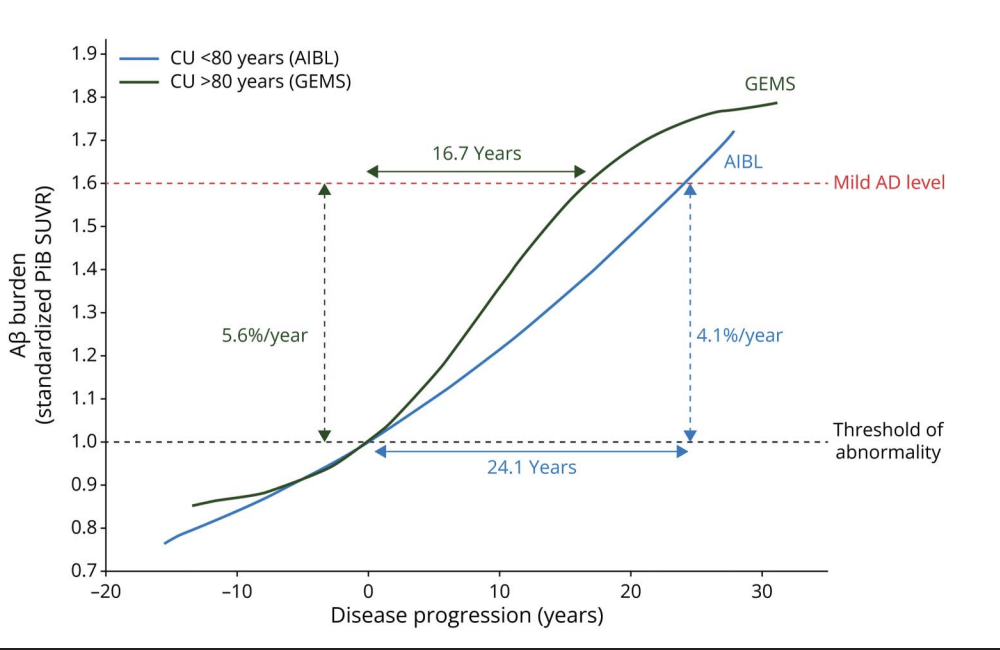 CU <80 years (AIBL)
CU >80 years (GEMS)
GEMS
AIBL
16.7 Years
Mild AD level
5.6%/year
4.1%/year
Threshold of
abnormality
24.1 Years
Aβ burden
(standardized PiB SUVR)
1.9
1.8
1.7
1.6
1.5
1.4
1.3
1.2
1.1
1.0
0.9
0.8
0.7
–20
–10
0
10
20
30
Disease progression (years)